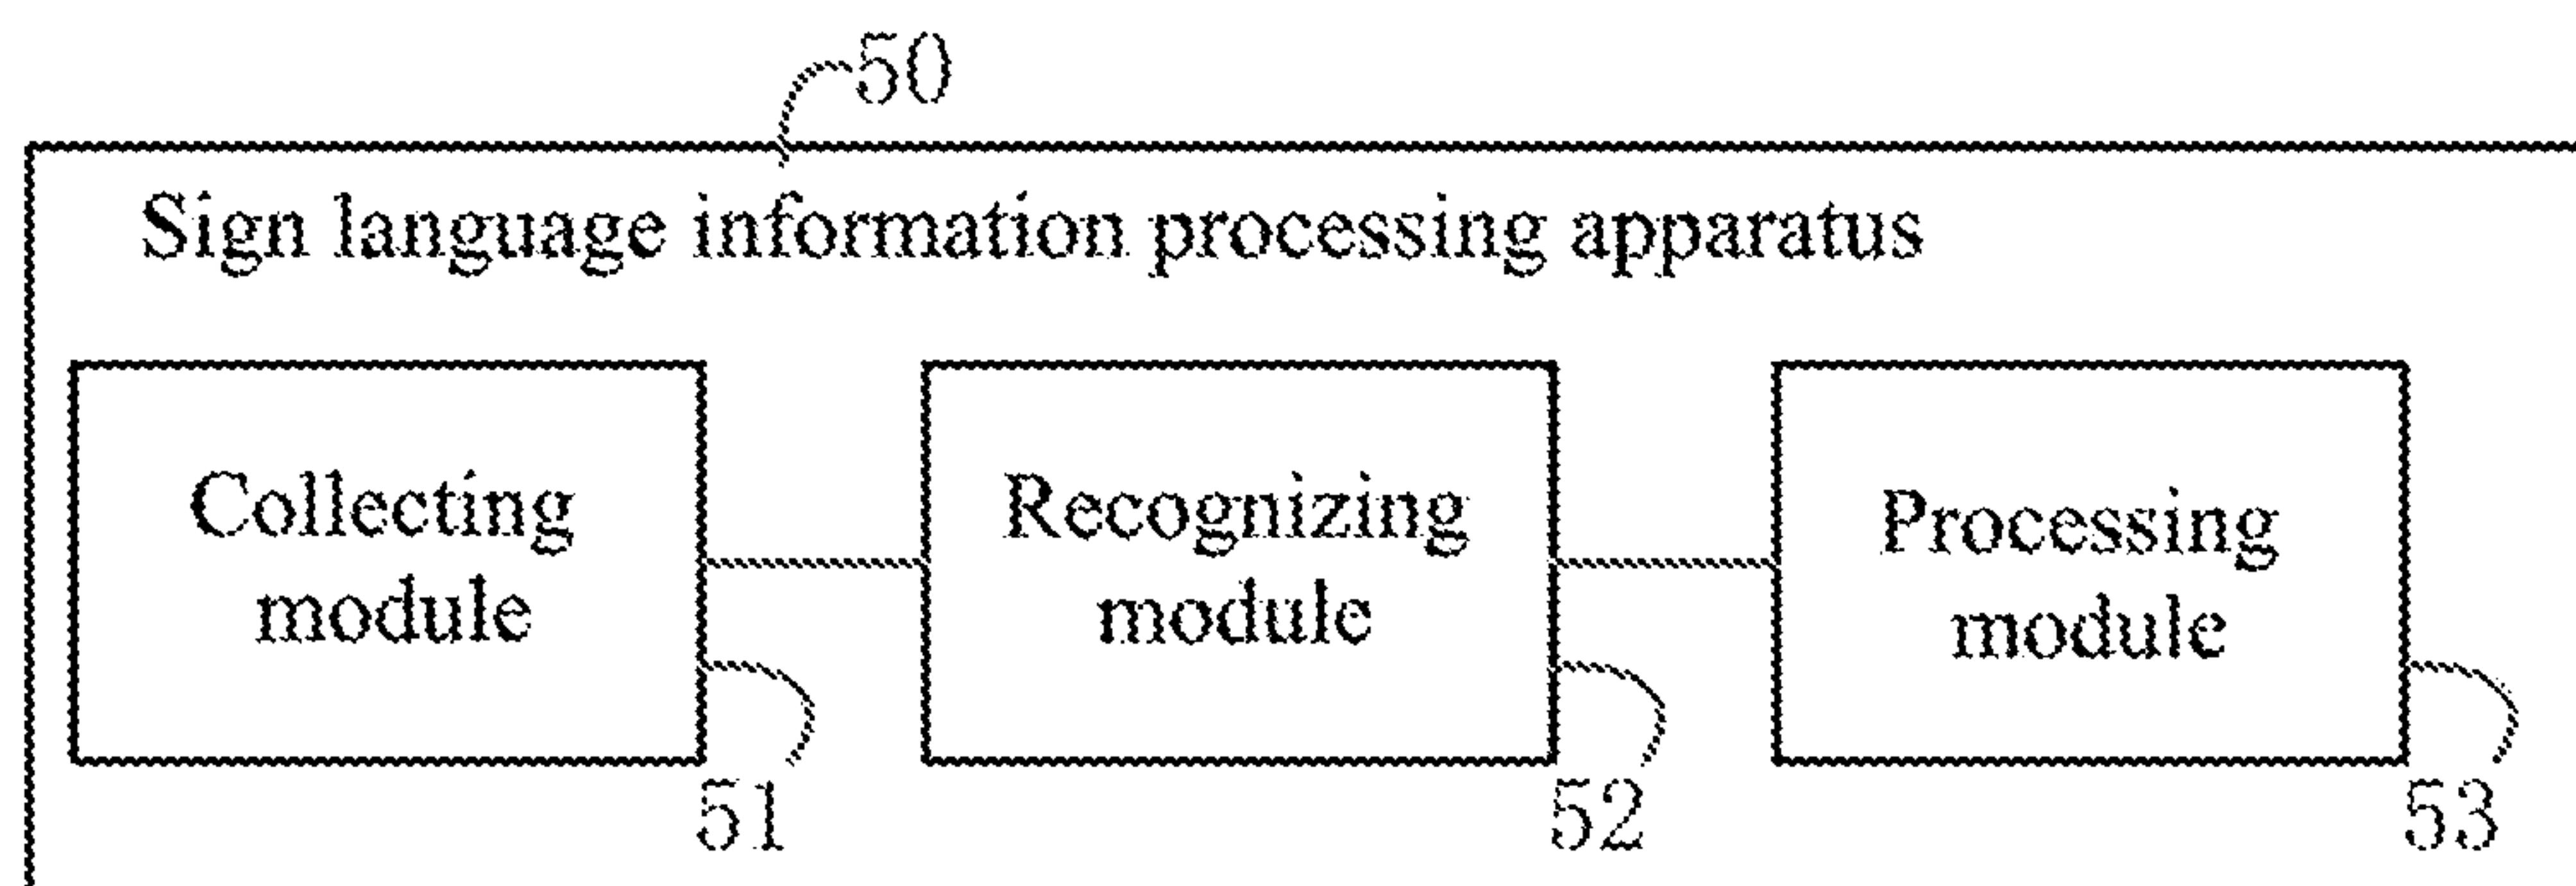 50
Sign language information processing apparatus
Collecting
module
Recognizing
module
Processing
module
51
52
53